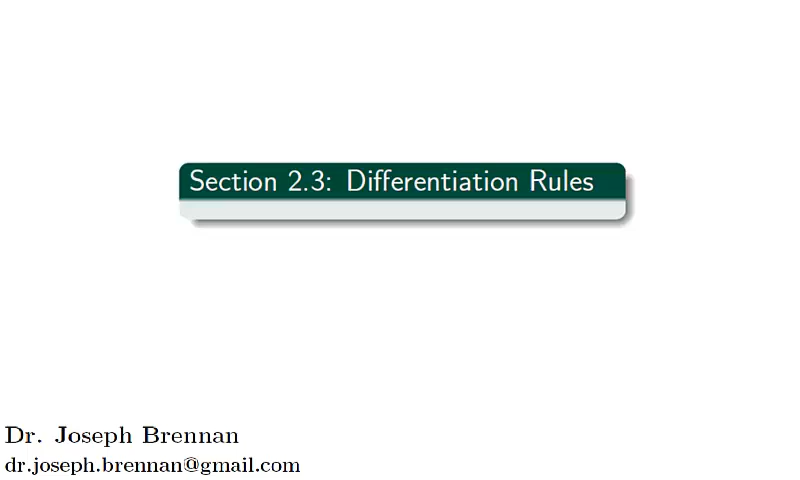 Section 2.3: Differentiation Rules
Dr. Joseph Brennan
dr.joseph.brennan@gmail.com